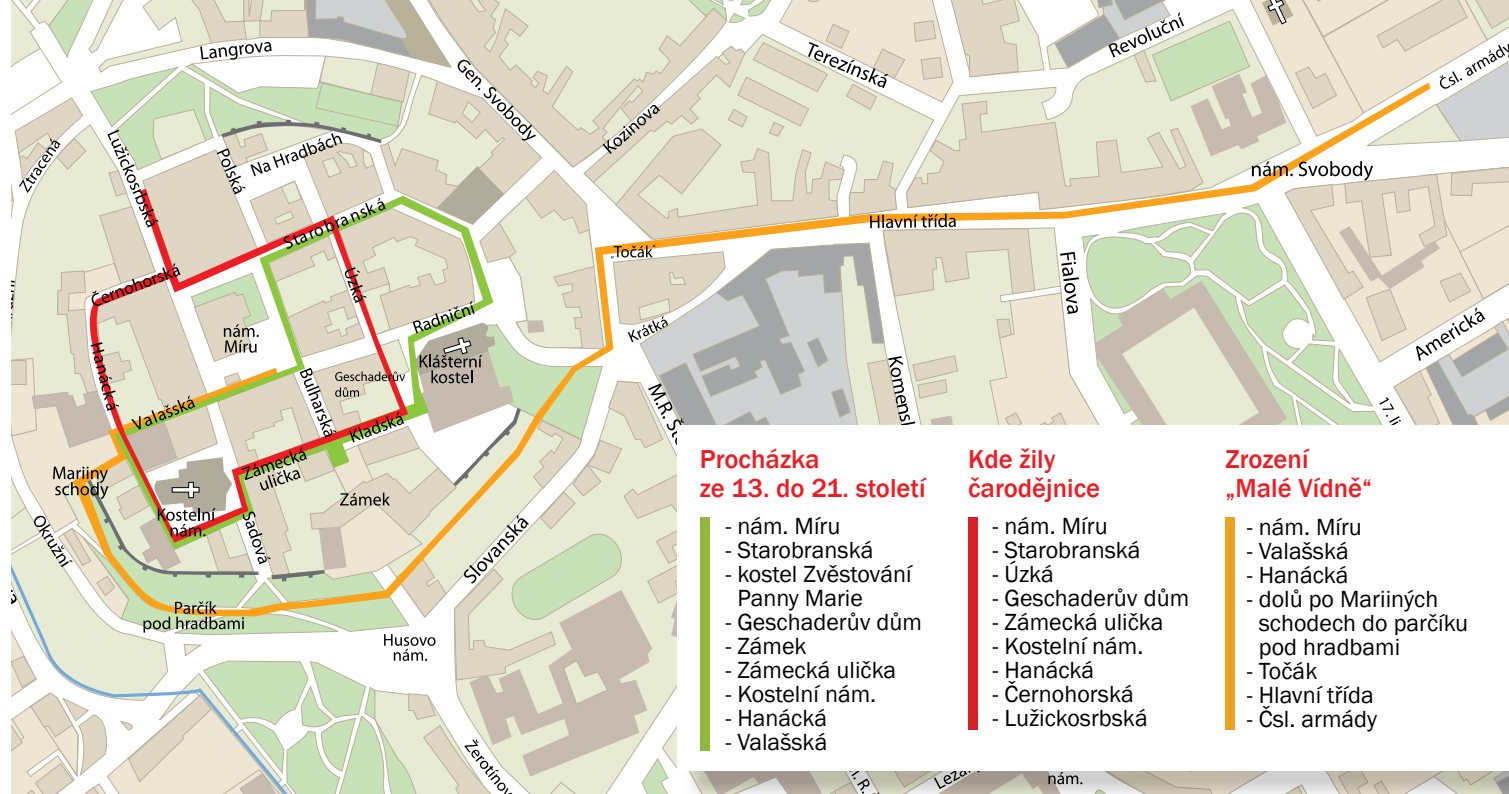 Langrova
Gen. Svobody
Terezínská
Revoluční
Čsl. armády
Kozinova
Ztracená
Lužickosrbská
Polská
Na Hradbách
nám. Svobody
Starobranská
Hlavní třída
„Točák“
Černohorská
Úzká
Fialova
Radniční
Krátká
nám.
Míru
Klášterní
kostel
Americká
Hanácká
Geschaderův
dům
Bulharská
Valašská
Kladská
Mariiny
schody
Zámecká
ulička
Zámek
Kostelní
nám.
Sadová
Okružní
Slovanská
Parčík
pod hradbami
Husovo
nám.
nám.
Procházka
ze 13. do 21. století
- nám. Míru
- Starobranská
- kostel Zvěstování
Panny Marie
- Geschaderův dům
- Zámek
- Zámecká ulička
- Kostelní nám.
- Hanácká
- Valašská
Kde žily
čarodějnice
- nám. Míru
- Starobranská
- Úzká
- Geschaderův dům
- Zámecká ulička
- Kostelní nám.
- Hanácká
- Černohorská
- Lužickosrbská
Zrození
„Malé Vídně“
- nám. Míru
- Valašská
- Hanácká
- dolů po Mariiných
schodech do parčíku
pod hradbami
- Točák
- Hlavní třída
- Čsl. armády